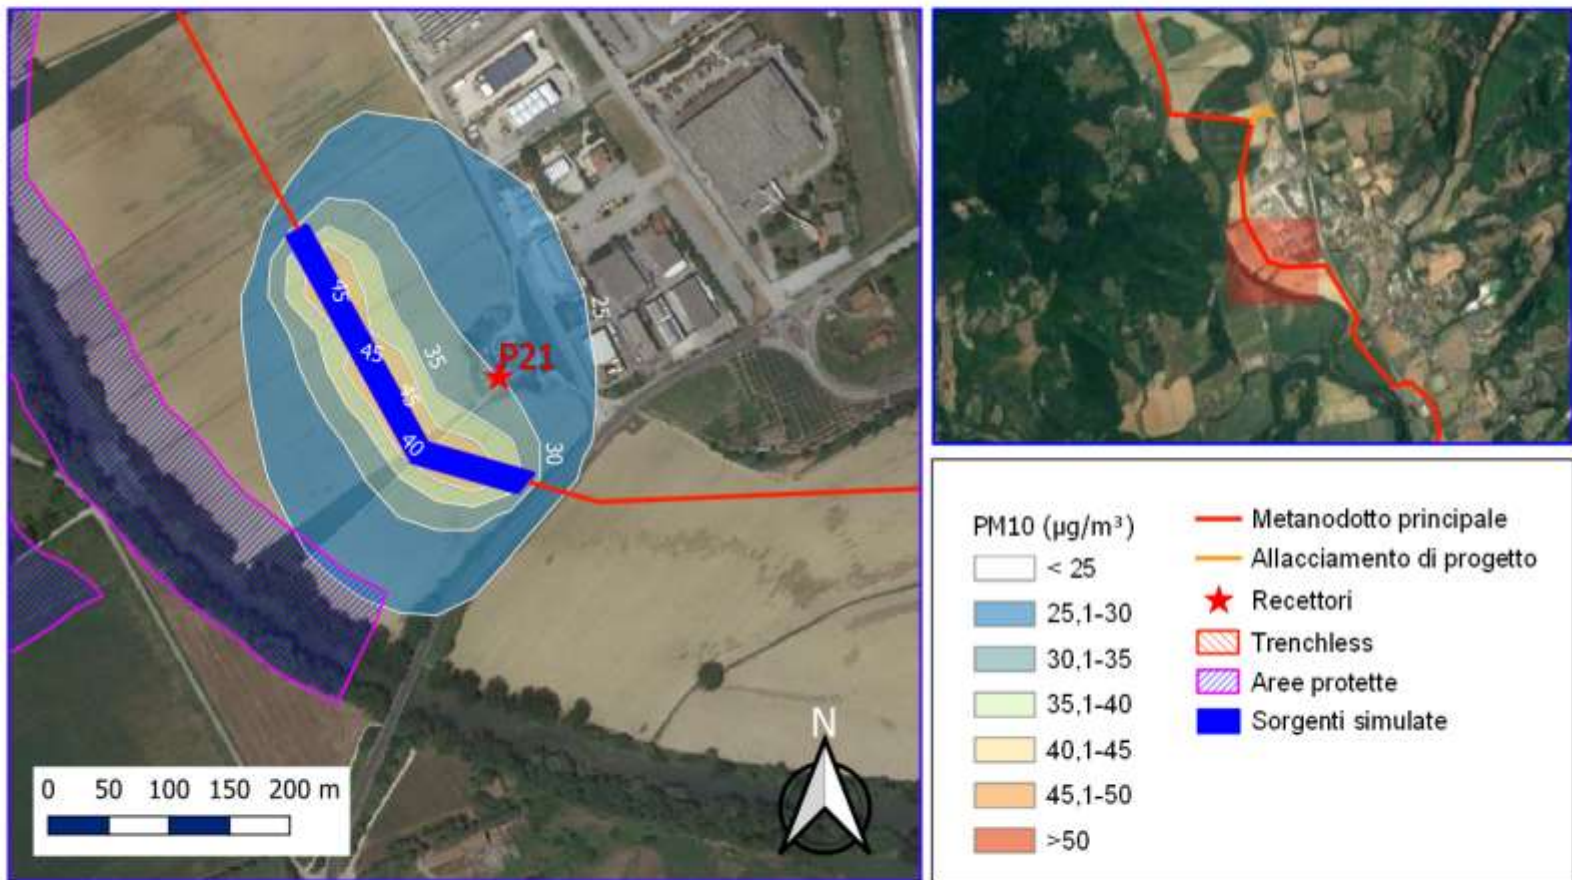 45
45
45
40
35
30
25
P21
N
0 50 100 150 200 m
PM10 (µg/m³)
< 25
25,1-30
30,1-35
35,1-40
40,1-45
45,1-50
>50
Metanodotto principale
Allacciamento di progetto
Recettori
Trenchless
Aree protette
Sorgenti simulate